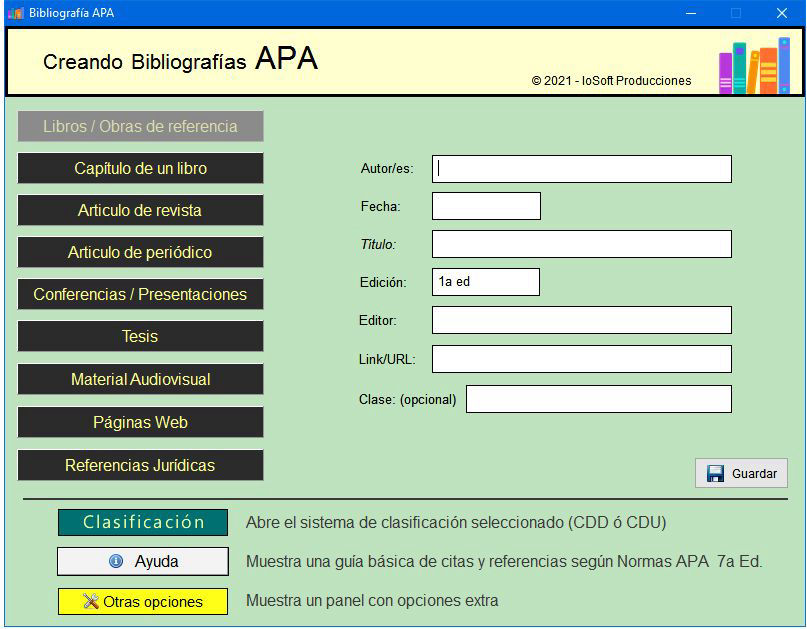 Bibliografía APA
Creando Bibliografías APA
© 2021 - IoSoft Producciones
Libros / Obras de referencia
Capítulo de un libro
Articulo de revista
Articulo de periódico
Conferencias / Presentaciones
Tesis
Material Audiovisual
Páginas Web
Referencias Jurídicas
Autor/es:
Fecha:
Titulo:
Edición: 1a ed
Editor:
Link/URL:
Clase: (opcional)
Guardar
Clasificación Abre el sistema de clasificación seleccionado (CDD ó CDU)
Ayuda Muestra una guía básica de citas y referencias según Normas APA 7a Ed.
Otras opciones Muestra un panel con opciones extra